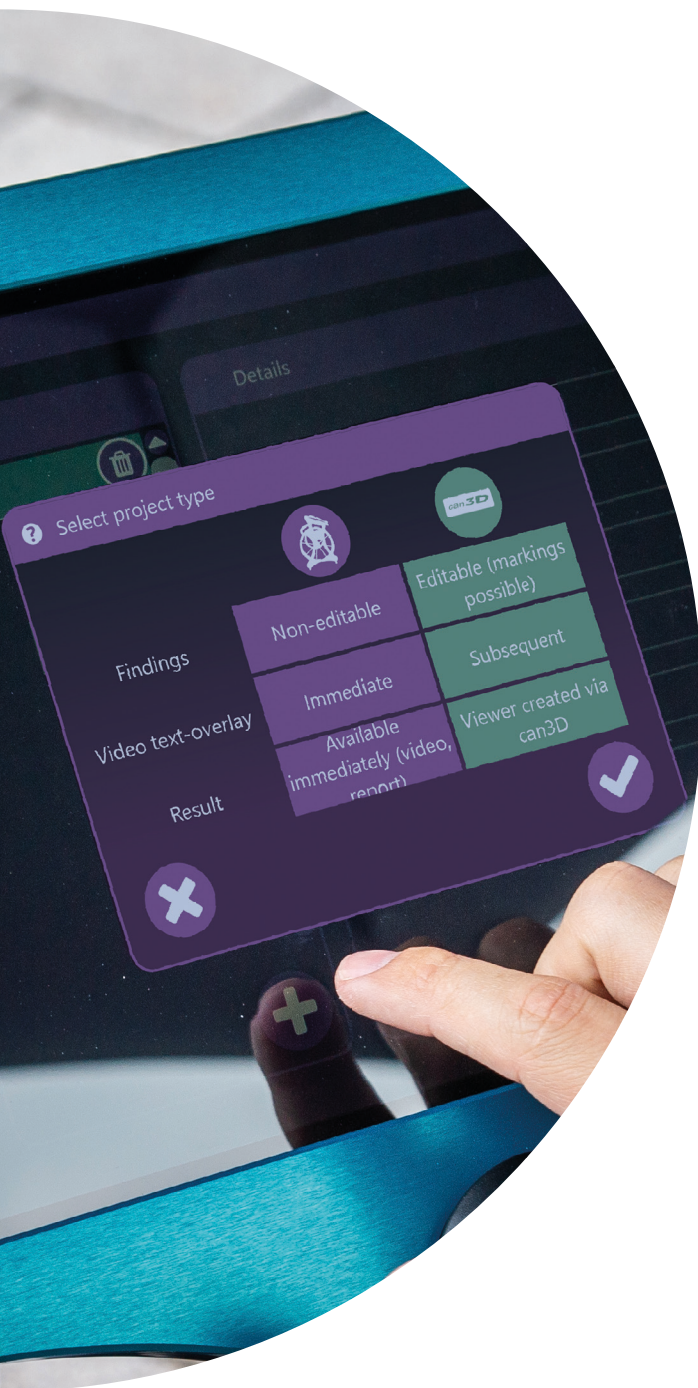 Details
? Select project type
can3D
Findings
Non-editable
Editable (markings
possible)
Video text-overlay
Immediate
Subsequent
Result
Available
immediately (video,
report)
Viewer created via
can3D